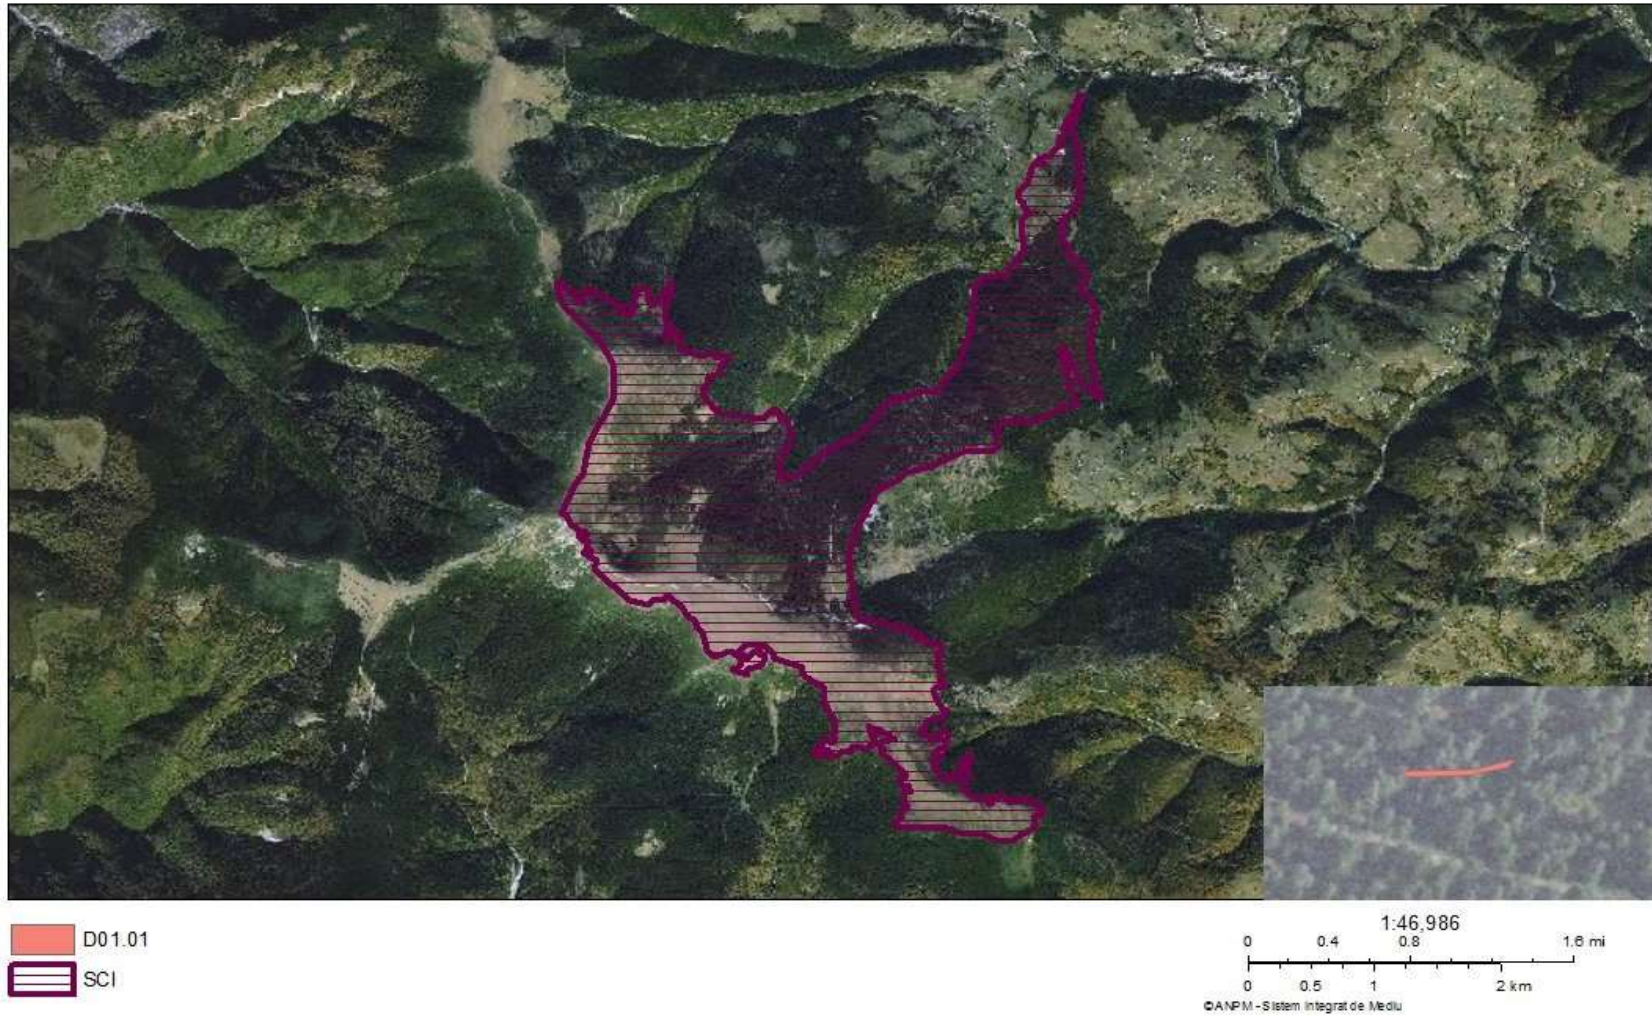 D01.01
SCI
1:46,986
0 0.4 0.8 1.6 mi
0 0.5 1 2 km
©ANPM - Sistem Integrat de Mediu